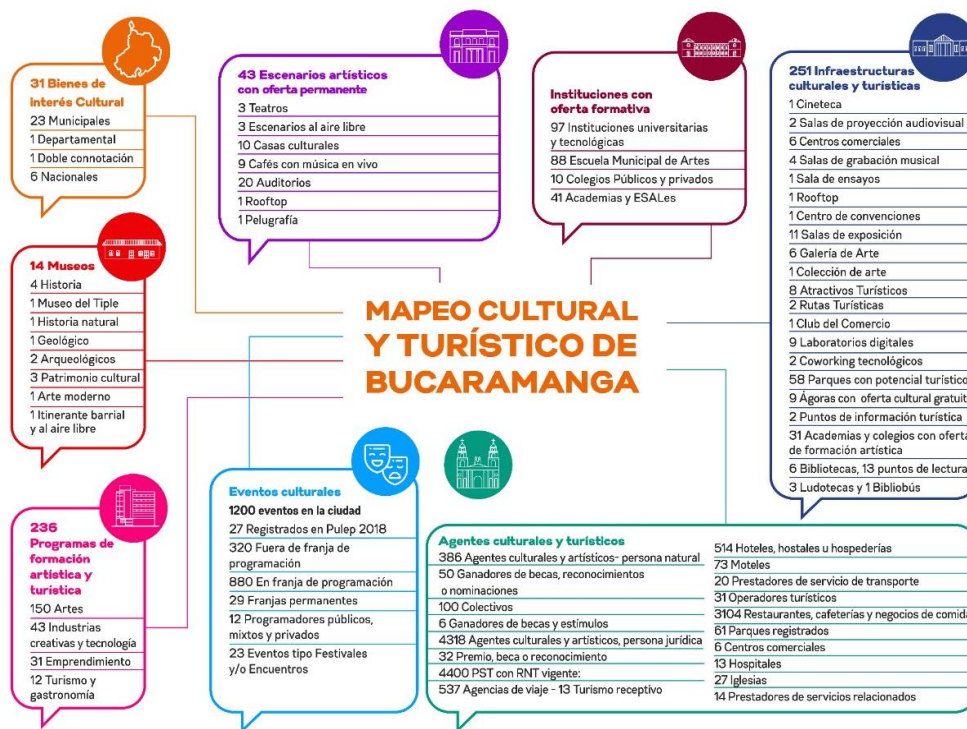 31 Bienes de
interés Cultural
23 Municipales
1 Departamental
1 Doble connotación
6 Nacionales
43 Escenarios artísticos
con oferta permanente
3 Teatros
3 Escenarios al aire libre
10 Casas culturales
9 Cafés con música en vivo
20 Auditorios
1 Rooftop
1 Pelugrafía
Instituciones con
oferta formativa
97 Instituciones universitarias
y tecnológicas
88 Escuela Municipal de Artes
10 Colegios Públicos y privados
41 Academias y ESALes
251 Infraestructuras
culturales y turísticas
1 Cineteca
2 Salas de proyección audiovisual
6 Centros comerciales
4 Salas de grabación musical
1 Sala de ensayos
1 Rooftop
1 Centro de convenciones
11 Salas de exposición
6 Galería de Arte
1 Colección de arte
8 Atractivos Turísticos
2 Rutas Turísticas
1 Club del Comercio
9 Laboratorios digitales
2 Coworking tecnológicos
58 Parques con potencial turístico
9 Ágoras con oferta cultural gratuit
2 Puntos de información turística
31 Academias y colegios con oferta
de formación artística
6 Bibliotecas, 13 puntos de lectura
3 Ludotecas y 1 Bibliobús
14 Museos
4 Historia
1 Museo del Tiple
1 Historia natural
1 Geológico
2 Arqueológicos
3 Patrimonio cultural
1 Arte moderno
1 Itinerante barrial
y al aire libre
MAPEO CULTURAL
Y TURÍSTICO DE
BUCARAMANGA
236
Programas de
formación
artística y
turística
150 Artes
43 Industrias
creativas y tecnología
31 Emprendimiento
12 Turismo y
gastronomía
Eventos culturales
1200 eventos en la ciudad
27 Registrados en Pulep 2018
320 Fuera de franja de
programación
880 En franja de programación
29 Franjas permanentes
12 Programadores públicos,
mixtos y privados
23 Eventos tipo Festivales
y/o Encuentros
Agentes culturales y turísticos
386 Agentes culturales y artísticos- persona natural
50 Ganadores de becas, reconocimientos
o nominaciones
100 Colectivos
6 Ganadores de becas y estímulos
4318 Agentes culturales y artísticos, persona jurídica
32 Premio, beca o reconocimiento
4400 PST con RNT vigente:
537 Agencias de viaje - 13 Turismo receptivo
514 Hoteles, hostales u hospederías
73 Moteles
20 Prestadores de servicio de transporte
31 Operadores turísticos
3104 Restaurantes, cafeterías y negocios de comida
61 Parques registrados
6 Centros comerciales
13 Hospitales
27 Iglesias
14 Prestadores de servicios relacionados